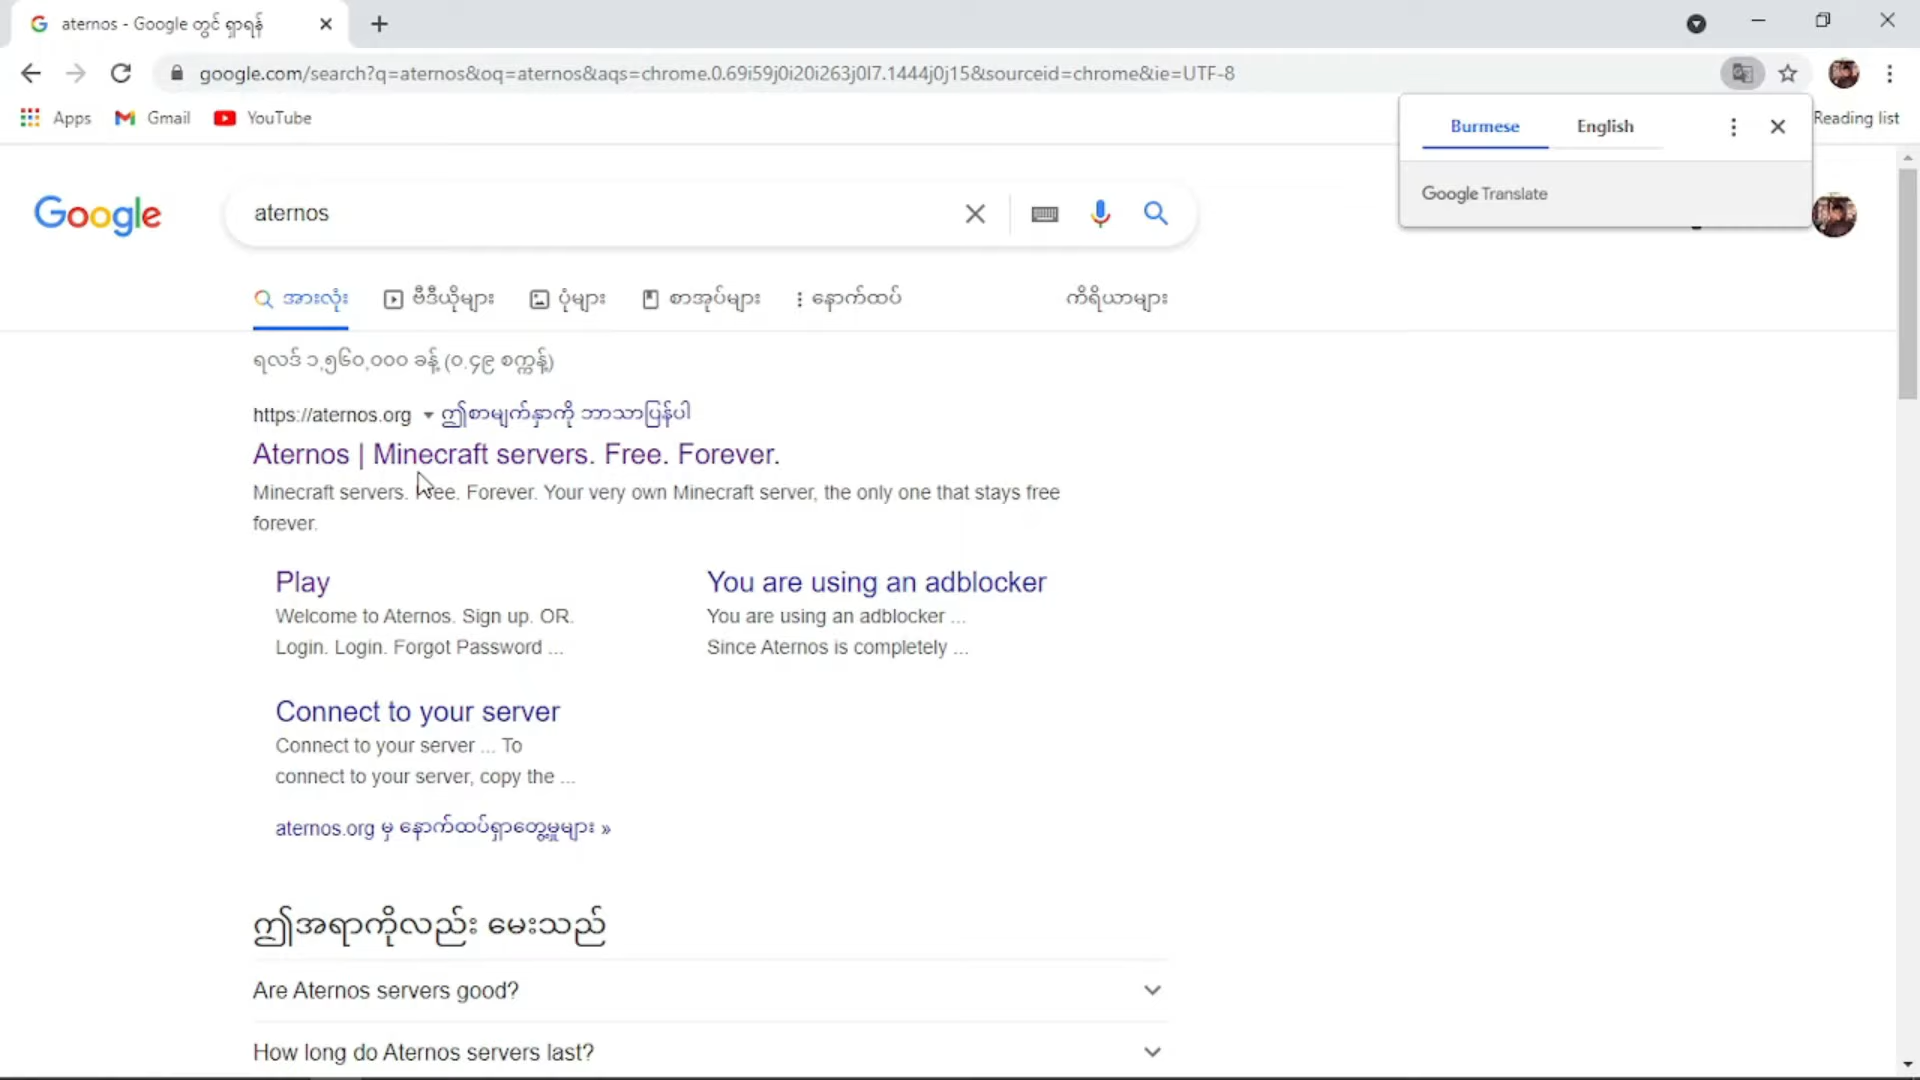 aternos - Google တွင် ရှာရန်
google.com/search?q=aternos&oq=aternos&aqs=chrome.0.69i59j0i20i263j0l7.1444j0j15&sourceid=chrome&ie=UTF-8
Apps Gmail YouTube Reading list
Burmese English
Google Translate
Google aternos
အားလုံး ဗီဒီယိုများ ပုံများ စာအုပ်များ နောက်ထပ် ကိရိယာများ
ရလဒ် ၁,၅၆၀,၀၀၀ ခန့် (၀.၄၉ စက္ကန့်)
https://aternos.org ဤစာမျက်နှာကို ဘာသာပြန်ပါ
Aternos | Minecraft servers. Free. Forever.
Minecraft servers. Free. Forever. Your very own Minecraft server, the only one that stays free
forever.
Play
Welcome to Aternos. Sign up. OR.
Login. Login. Forgot Password ...
You are using an adblocker
You are using an adblocker ...
Since Aternos is completely ...
Connect to your server
Connect to your server ... To
connect to your server, copy the ...
aternos.org မှ နောက်ထပ်ရှာတွေ့မှုများ »
ဤအရာကိုလည်း မေးသည်
Are Aternos servers good?
How long do Aternos servers last?